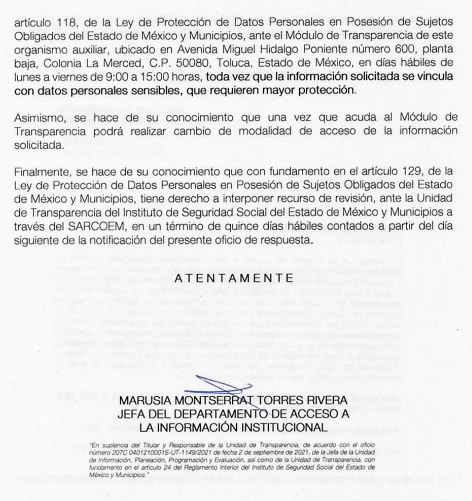 artículo 118, de la Ley de Protección de Datos Personales en Posesión de Sujetos
Obligados del Estado de México y Municipios, ante el Módulo de Transparencia de este
organismo auxiliar, ubicado en Avenida Miguel Hidalgo Poniente número 600, planta
baja, Colonia La Merced, C.P. 50080, Toluca, Estado de México, en días hábiles de
lunes a viernes de 9:00 a 15:00 horas, toda vez que la información solicitada se vincula
con datos personales sensibles, que requieren mayor protección.
Asimismo, se hace de su conocimiento que una vez que acuda al Módulo de
Transparencia podrá realizar cambio de modalidad de acceso de la información
solicitada.
Finalmente, se hace de su conocimiento que con fundamento en el artículo 129, de la
Ley de Protección de Datos Personales en Posesión de Sujetos Obligados del Estado
de México y Municipios, tiene derecho a interponer recurso de revisión, ante la Unidad
de Transparencia del Instituto de Seguridad Social del Estado de México y Municipios a
través del SARCOEM, en un término de quince días hábiles contados a partir del día
siguiente de la notificación del presente oficio de respuesta.
ATENTAMENTE
MARUSIA MONTSERRAT TORRES RIVERA
JEFA DEL DEPARTAMENTO DE ACCESO A
LA INFORMACIÓN INSTITUCIONAL
"En suplencia del Titular y Responsable de la Unidad de Transparencia, de acuerdo con el oficio
número 207C 0401210001S-UT-1149/2021 de fecha 2 de septiembre de 2021, de la Jefa de la Unidad
de Información, Planeación, Programación y Evaluación, así como de la Unidad de Transparencia, con
fundamento en el artículo 24 del Reglamento Interior del Instituto de Seguridad Social del Estado de
México y Municipios."